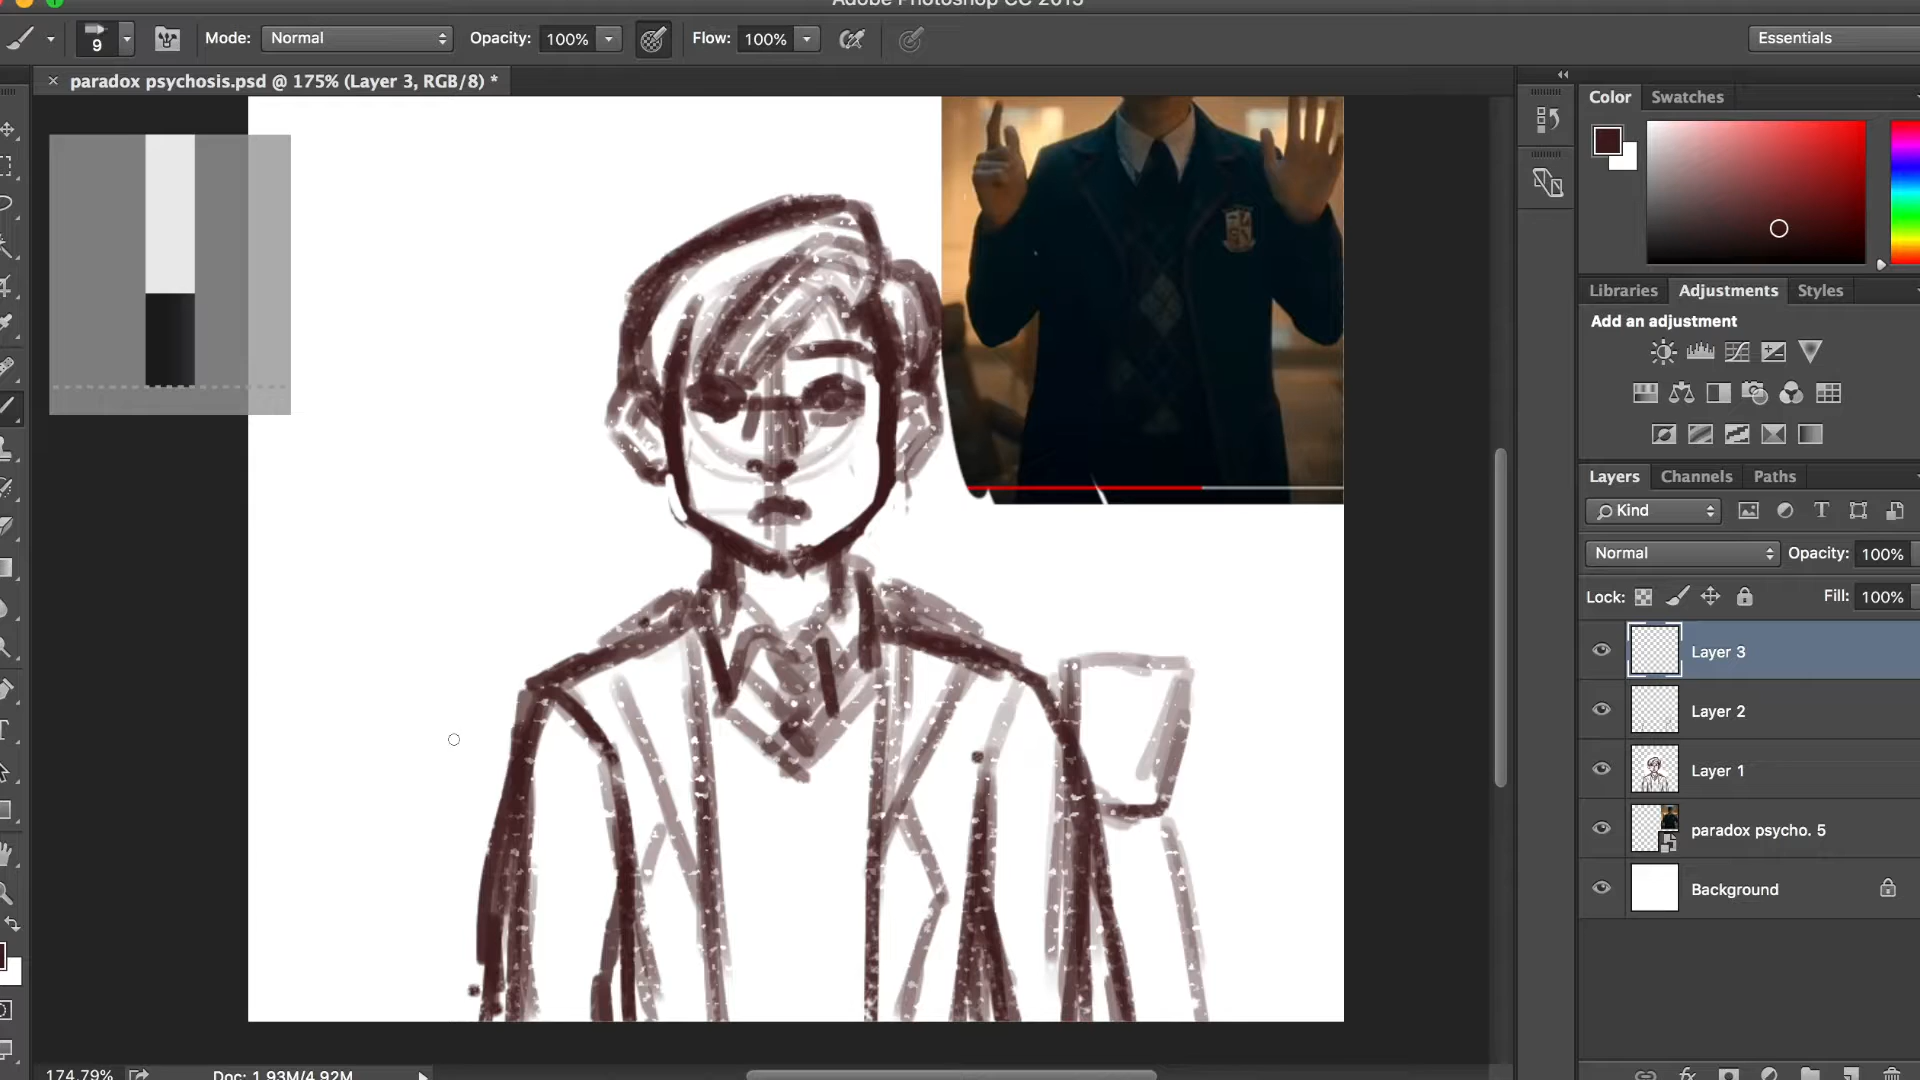 Adobe Photoshop CC 2015
9
Mode: Normal Opacity: 100% Flow: 100%
Essentials
× paradox psychosis.psd @ 175% (Layer 3, RGB/8) *
Color Swatches
Libraries Adjustments Styles
Add an adjustment
Layers Channels Paths
Kind
Normal Opacity: 100%
Lock: Fill: 100%
Layer 3
Layer 2
Layer 1
paradox psycho. 5
Background
fx
174.79% Doc: 1.93M/4.92M